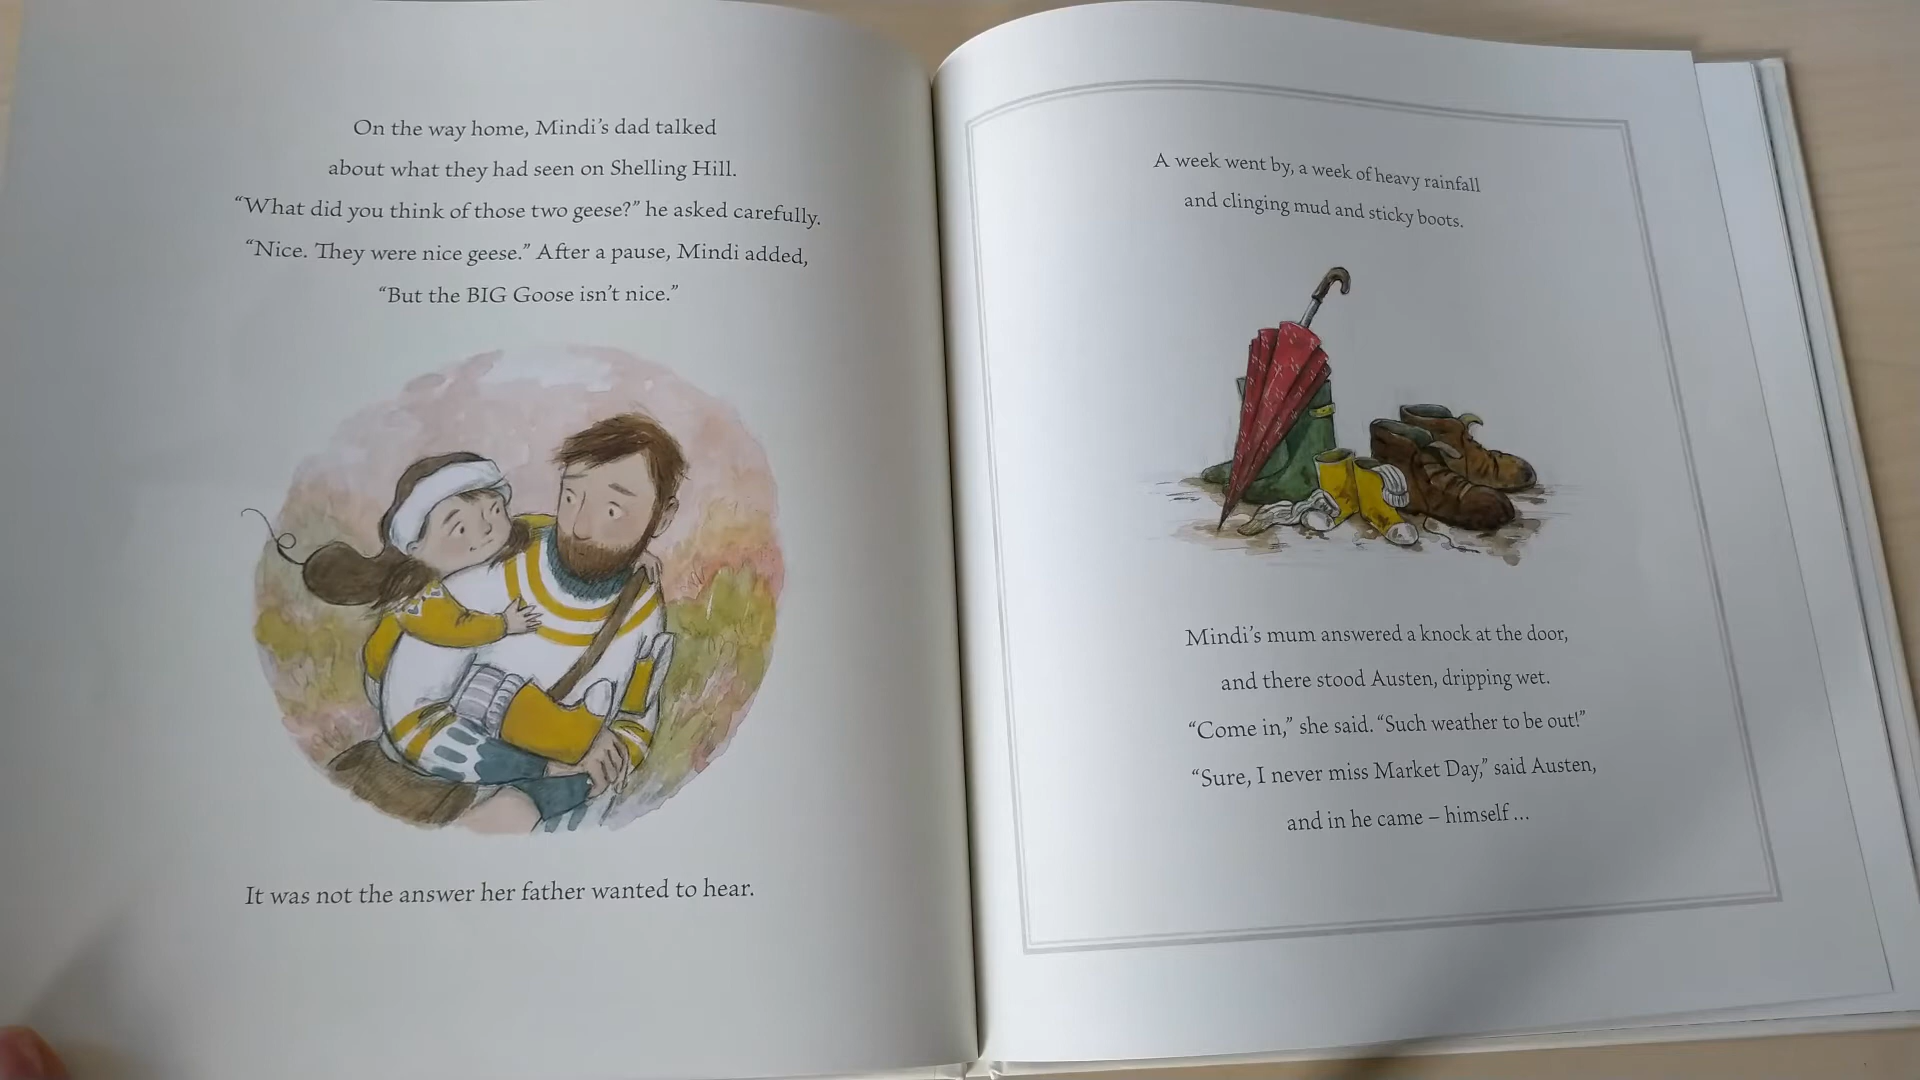 On the way home, Mindi’s dad talked
about what they had seen on Shelling Hill.
“What did you think of those two geese?” he asked carefully.
“Nice. They were nice geese.” After a pause, Mindi added,
“But the BIG Goose isn’t nice.”
It was not the answer her father wanted to hear.
A week went by, a week of heavy rainfall
and clinging mud and sticky boots.
Mindi’s mum answered a knock at the door,
and there stood Austen, dripping wet.
“Come in,” she said. “Such weather to be out!”
“Sure, I never miss Market Day,” said Austen,
and in he came – himself ...